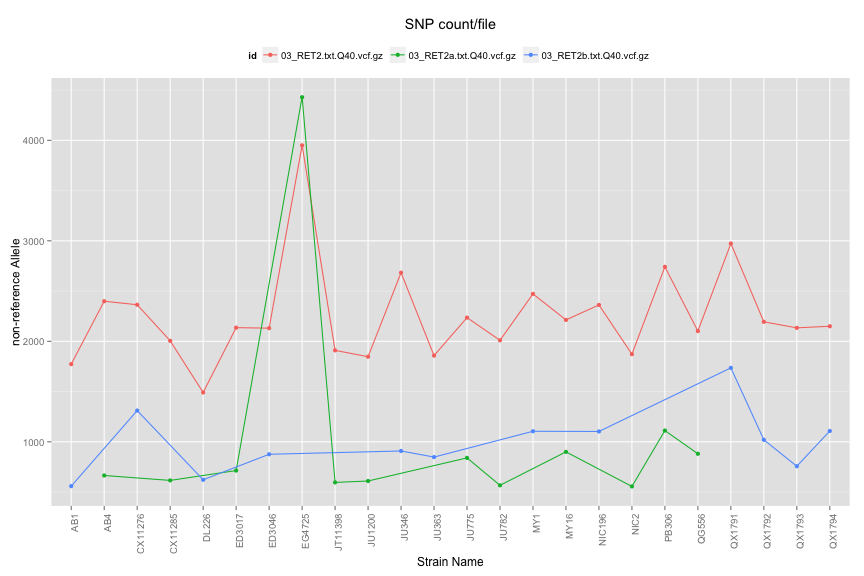 SNP count/file
id 03_RET2.txt.Q40.vcf.gz 03_RET2a.txt.Q40.vcf.gz 03_RET2b.txt.Q40.vcf.gz
non-reference Allele
4000
3000
2000
1000
AB1
AB4
CX11276
CX11285
DL226
ED3017
ED3046
EG4725
JT11398
JU1200
JU346
JU363
JU775
JU782
MY1
MY16
NIC196
NIC2
PB306
QG556
QX1791
QX1792
QX1793
QX1794
Strain Name